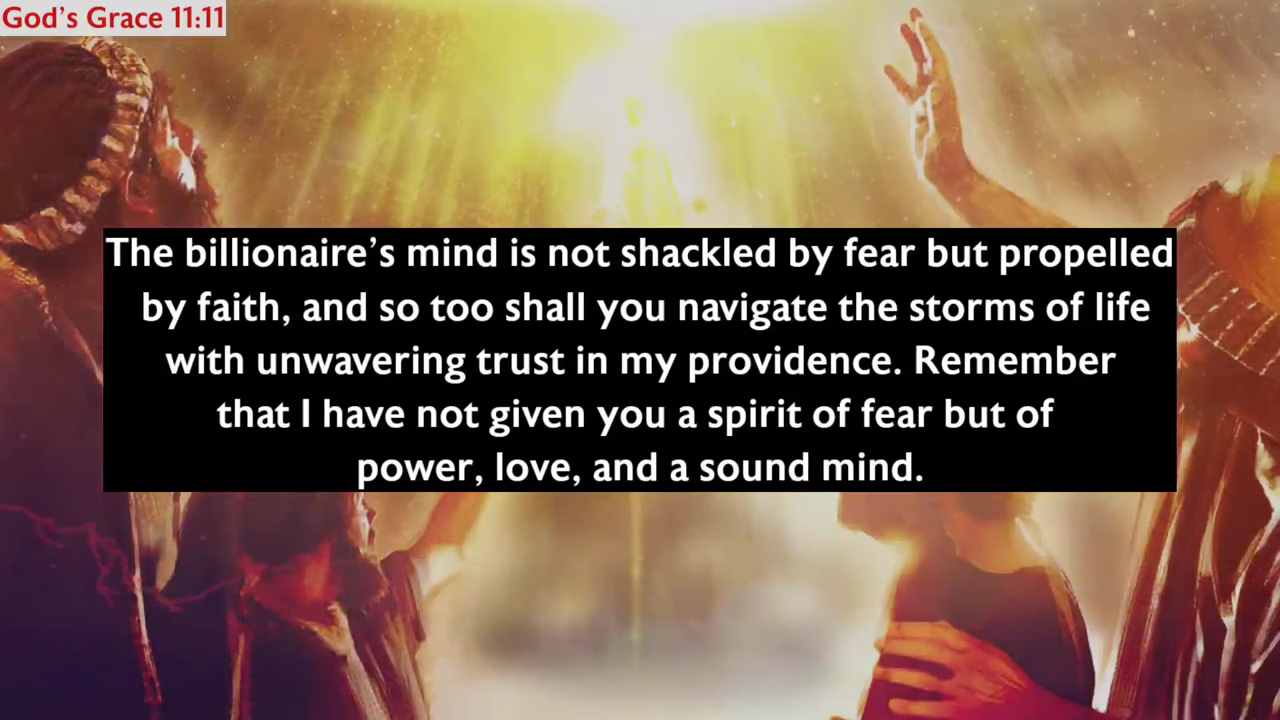 God's Grace 11:11
The billionaire's mind is not shackled by fear but propelled
by faith, and so too shall you navigate the storms of life
with unwavering trust in my providence. Remember
that I have not given you a spirit of fear but of
power, love, and a sound mind.